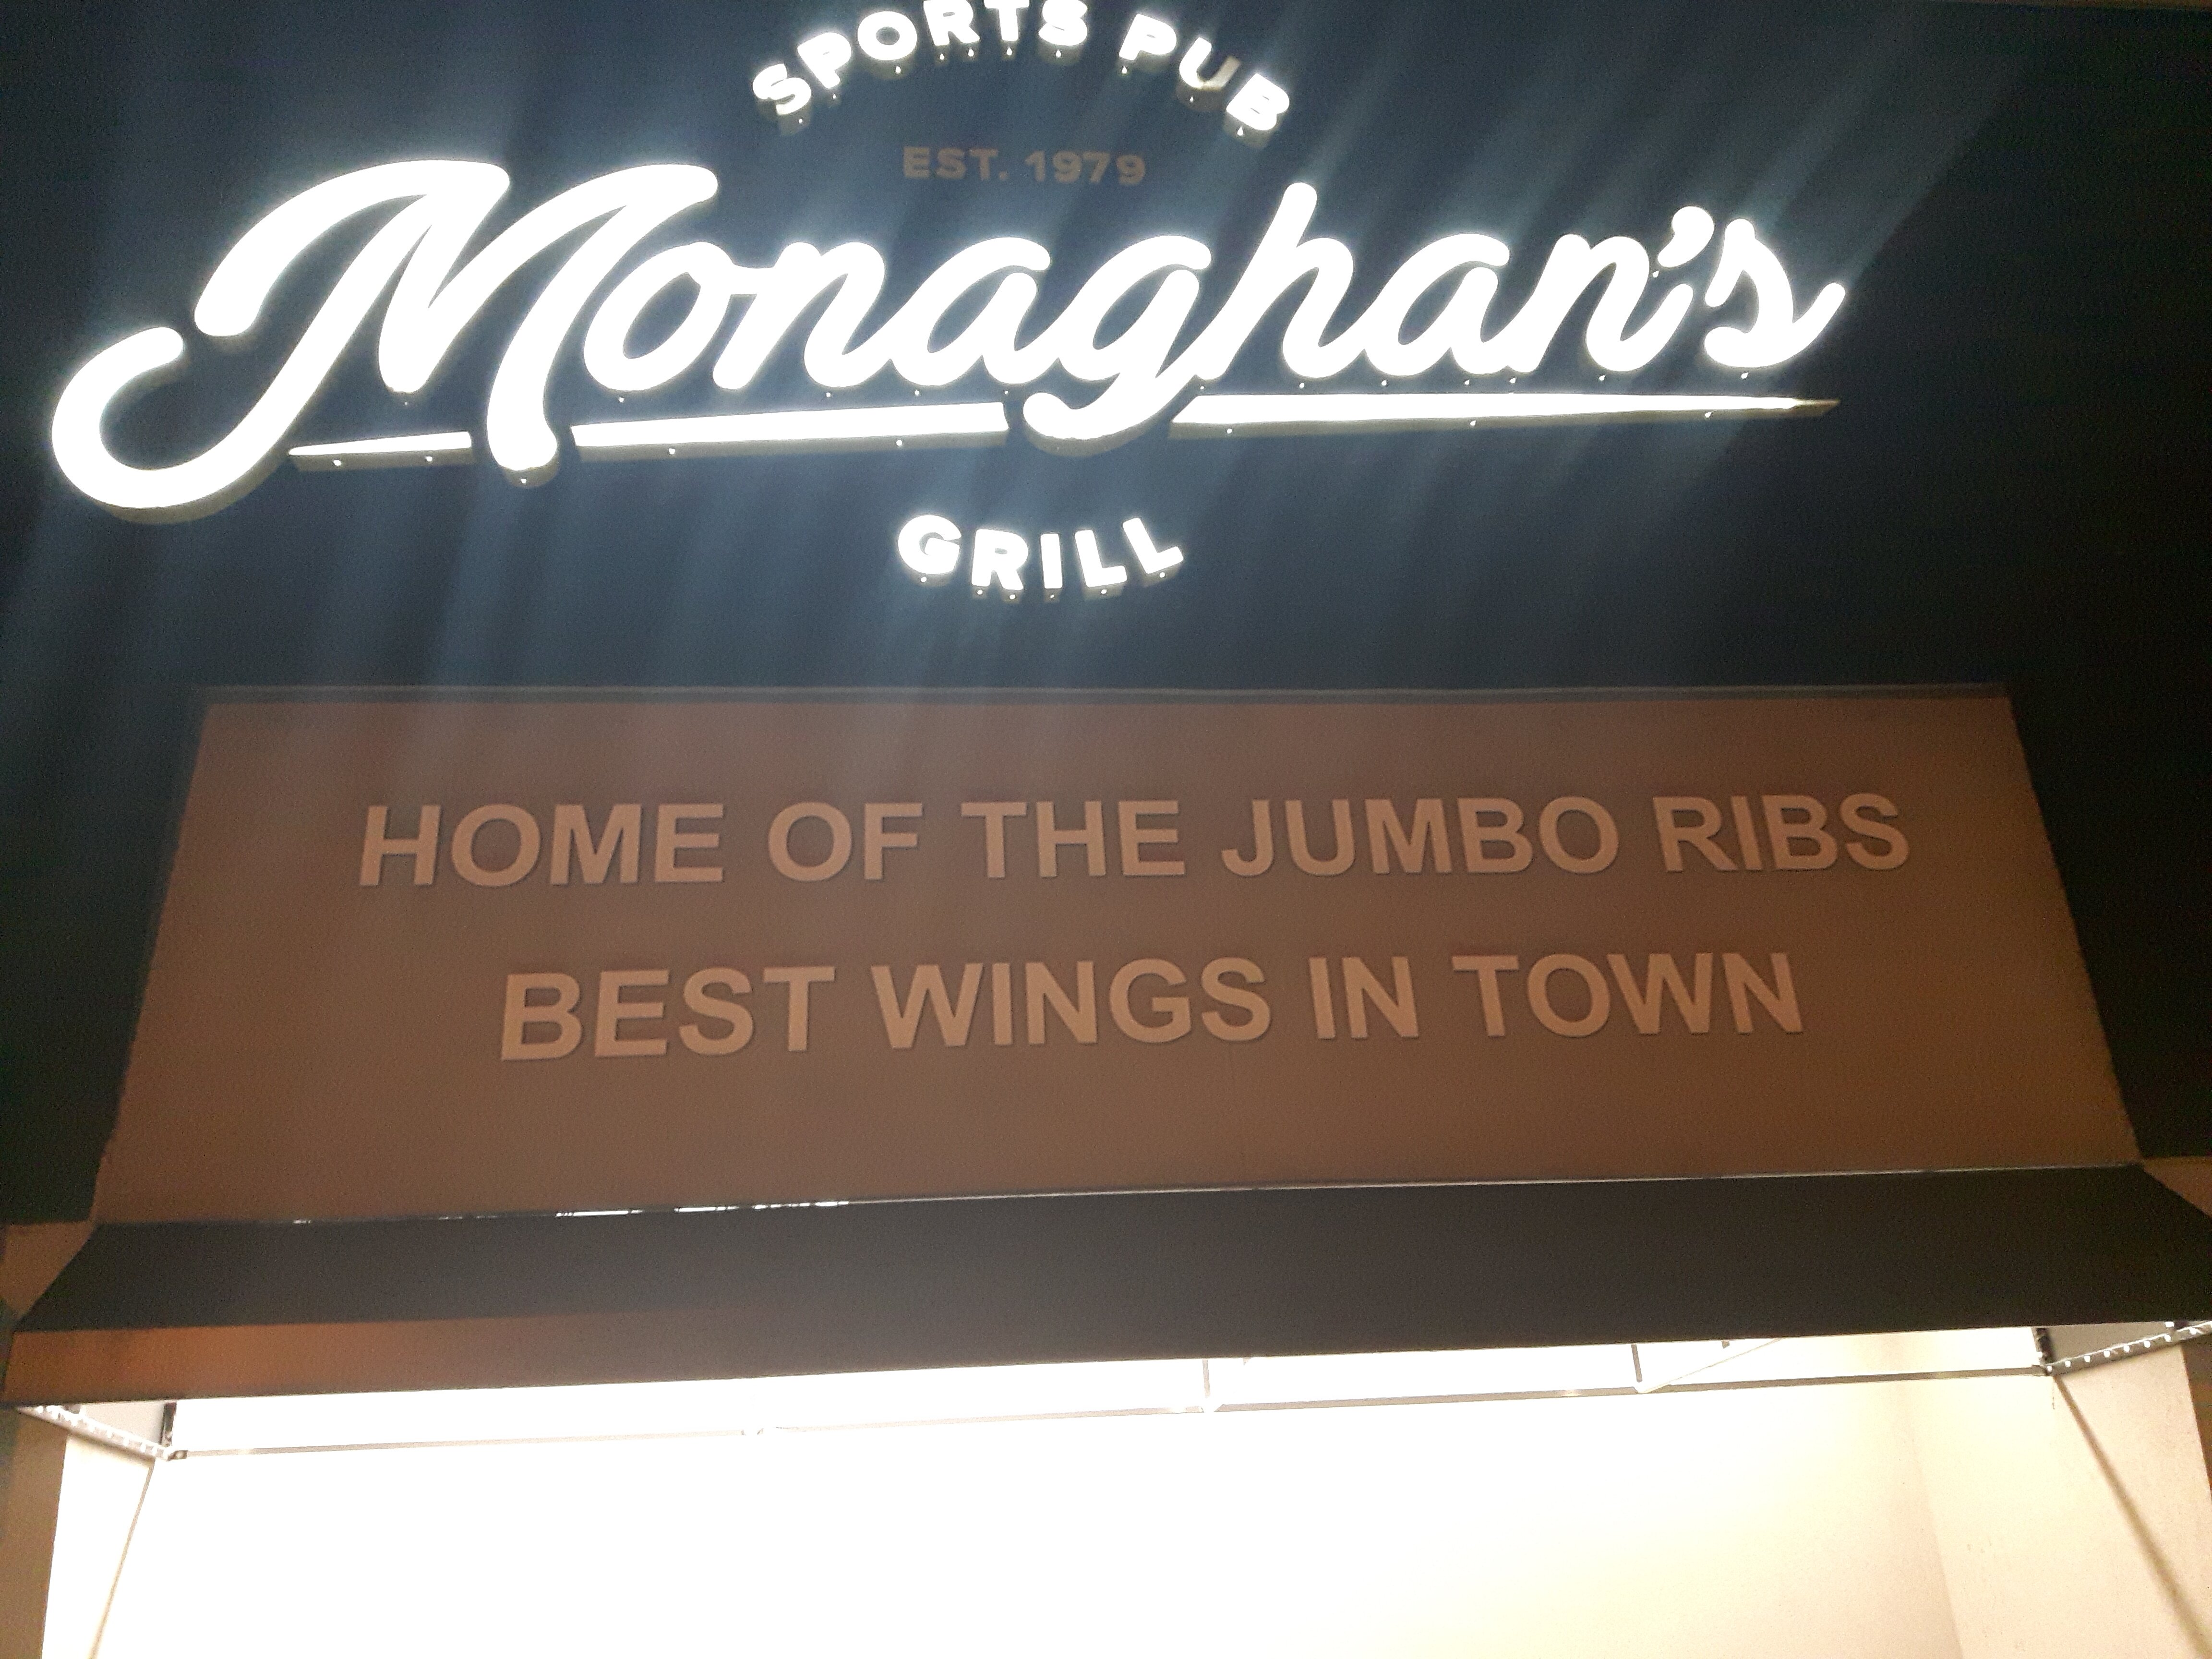 SPORTS PUB
EST. 1979
Monaghan's
GRILL
HOME OF THE JUMBO RIBS
BEST WINGS IN TOWN